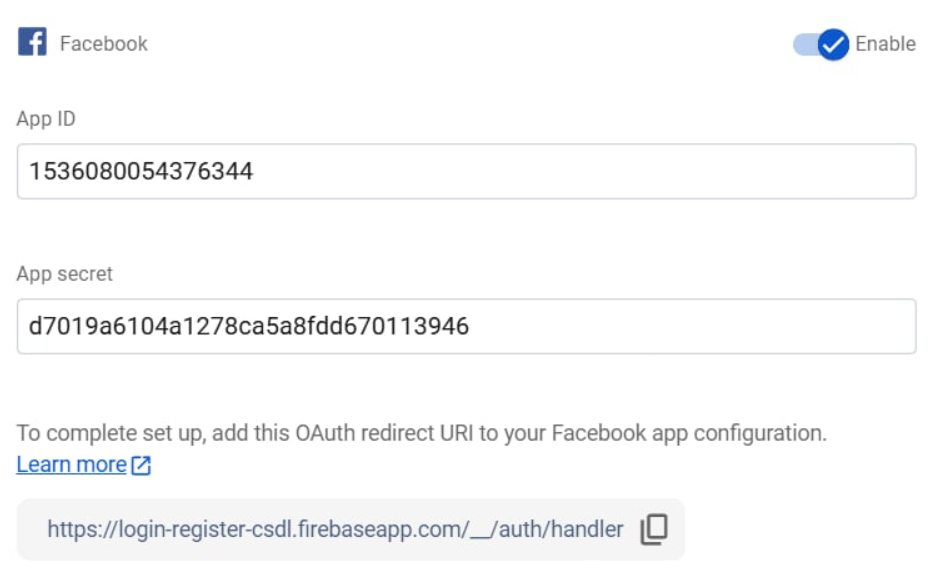 Facebook
Enable
App ID
1536080054376344
App secret
d7019a6104a1278ca5a8fdd670113946
To complete set up, add this OAuth redirect URI to your Facebook app configuration.
Learn more
https://login-register-csdl.firebaseapp.com/__/auth/handler